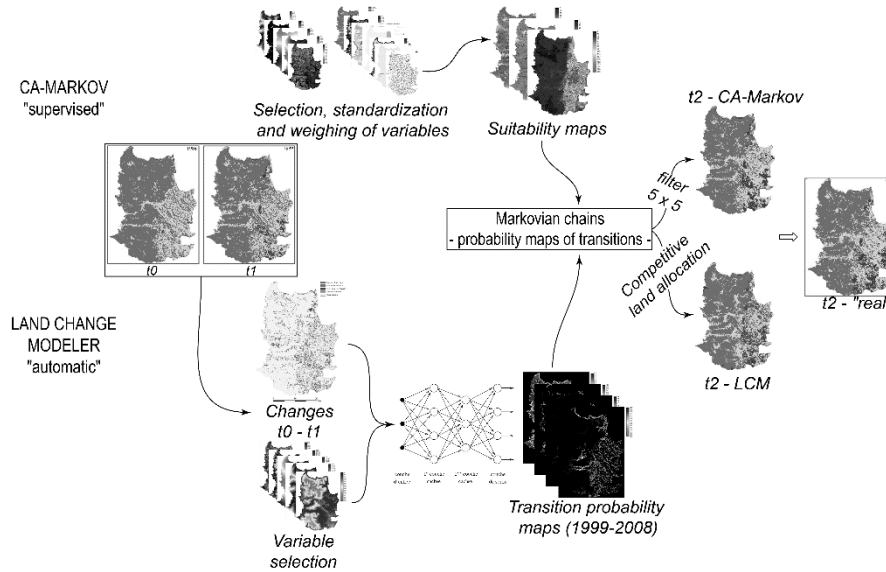 CA-MARKOV
"supervised"
Selection, standardization
and weighing of variables
Suitability maps
t2 - CA-Markov
t0
t1
filter
5 x 5
Markovian chains
- probability maps of transitions -
Competitive
land allocation
t2 - "real
LAND CHANGE
MODELER
"automatic"
Changes
t0 - t1
t2 - LCM
Variable
selection
Transition probability
maps (1999-2008)